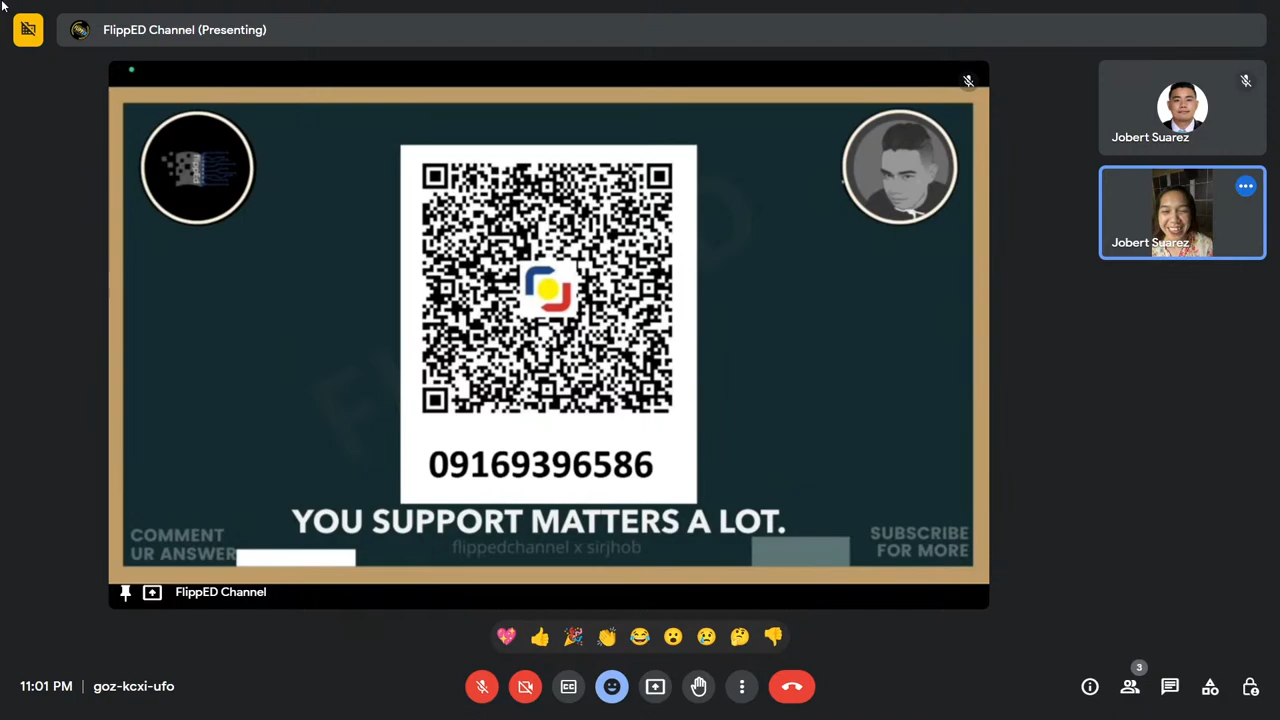 FlippED Channel (Presenting)
Jobert Suarez
Jobert Suarez
09169396586
YOU SUPPORT MATTERS A LOT.
flippedchannel x sirjhob
COMMENT
UR ANSWER
SUBSCRIBE
FOR MORE
FlippED Channel
3
11:01 PM
goz-kcxi-ufo